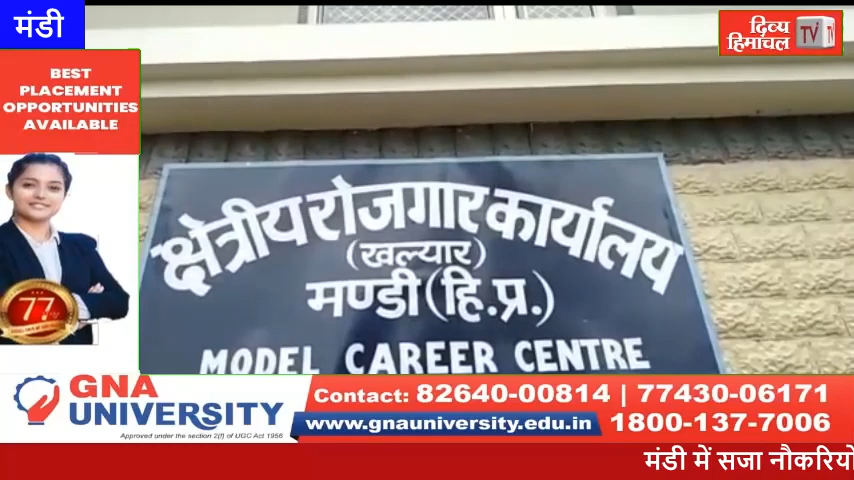 मंडी
दिव्य
हिमाचल
TV
BEST
PLACEMENT
OPPORTUNITIES
AVAILABLE
क्षेत्रीय रोजगार कार्यालय
(खल्यार)
मण्डी (हि.प्र.)
MODEL CAREER CENTRE
77
GNA
UNIVERSITY
Approved under the section 2(f) of UGC Act 1956
Contact: 82640-00814 | 77430-06171
www.gnauniversity.edu.in 1800-137-7006
मंडी में सजा नौकरियो